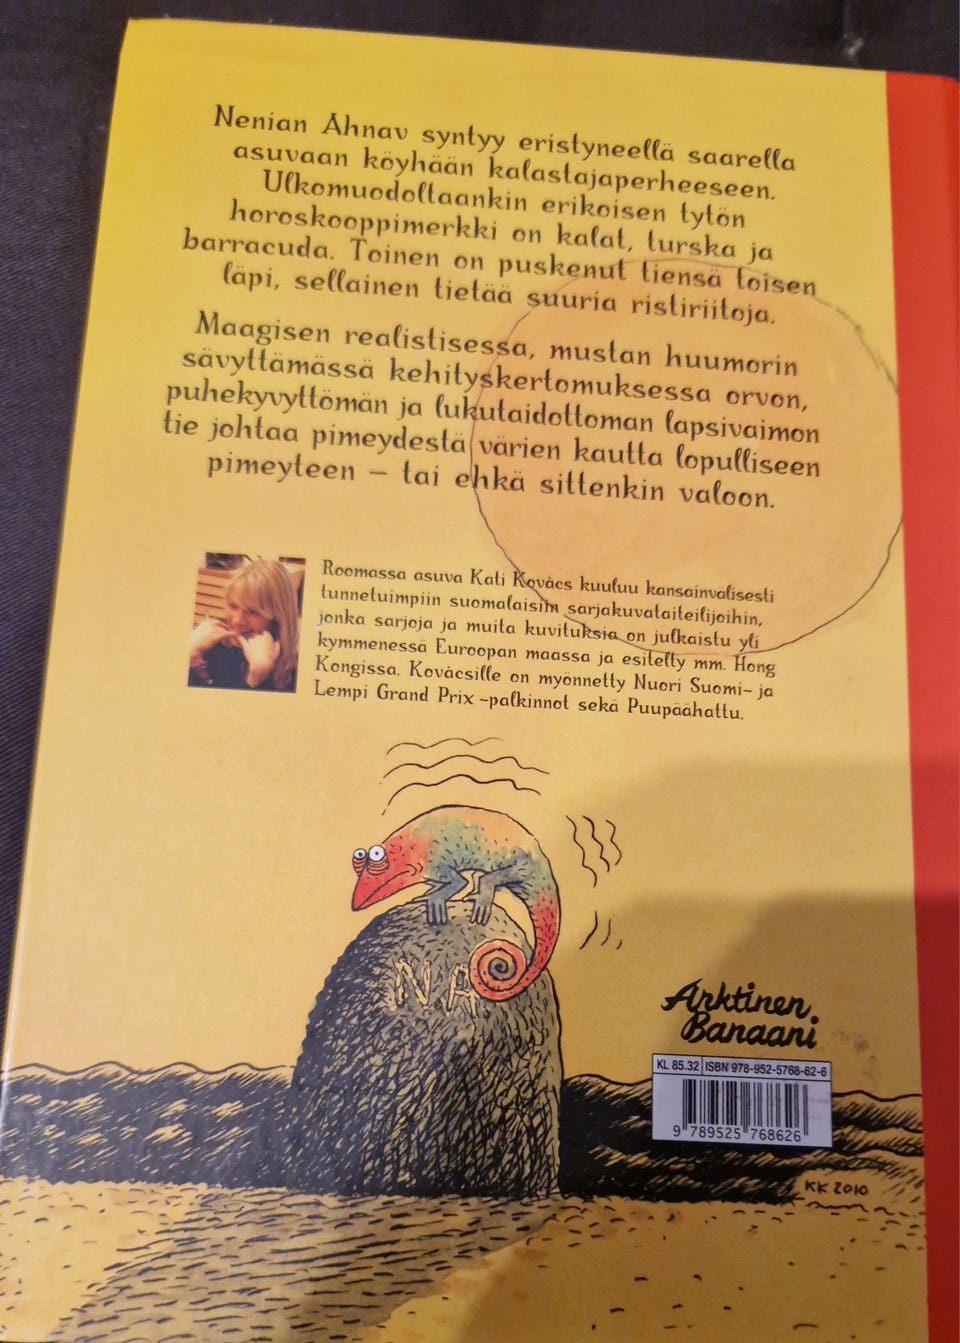 Nenian Ahnav syntyy eristyneellä saarella
asuvaan köyhään kalastajaperheeseen.
Ulkomuodoltaankin erikoisen tytön
horoskooppimerkki on kalat, turska ja
barracuda. Toinen on puskenut tiensä toisen
läpi, sellainen tietää suuria ristiriitoja.
Maagisen realistisessa, mustan huumorin
sävyttämässä kehityskertomuksessa orvon,
puhekyvyttömän ja lukutaidottoman lapsivaimon
tie johtaa pimeydestä värien kautta lopulliseen
pimeyteen – tai ehkä sittenkin valoon.
Roomassa asuva Kati Kovàcs kuuluu kansainvälisesti
tunnetuimpiin suomalaisiin sarjakuvataiteilijoihin,
jonka sarjoja ja muita kuvituksia on julkaistu yli
kymmenessä Euroopan maassa ja esitelty mm. Hong
Kongissa. Kovàcsille on myönnetty Nuori Suomi- ja
Lempi Grand Prix -palkinnot sekä Puupäähattu.
NA
Arktinen
Banaani
KL 85.32 ISBN 978-952-5768-62-6
9 789525 768626
KK 2010